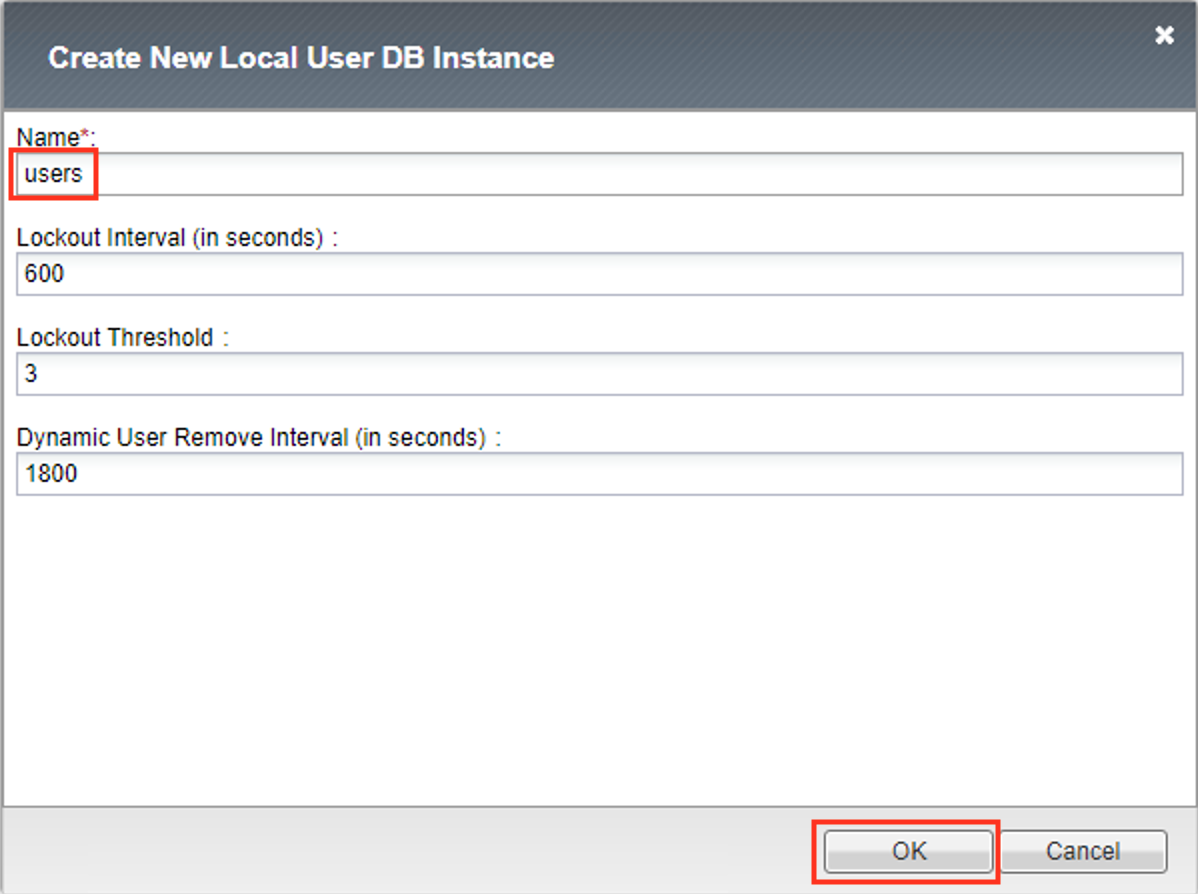 Create New Local User DB Instance
Name*:
users
Lockout Interval (in seconds) :
600
Lockout Threshold :
3
Dynamic User Remove Interval (in seconds) :
1800
OK Cancel